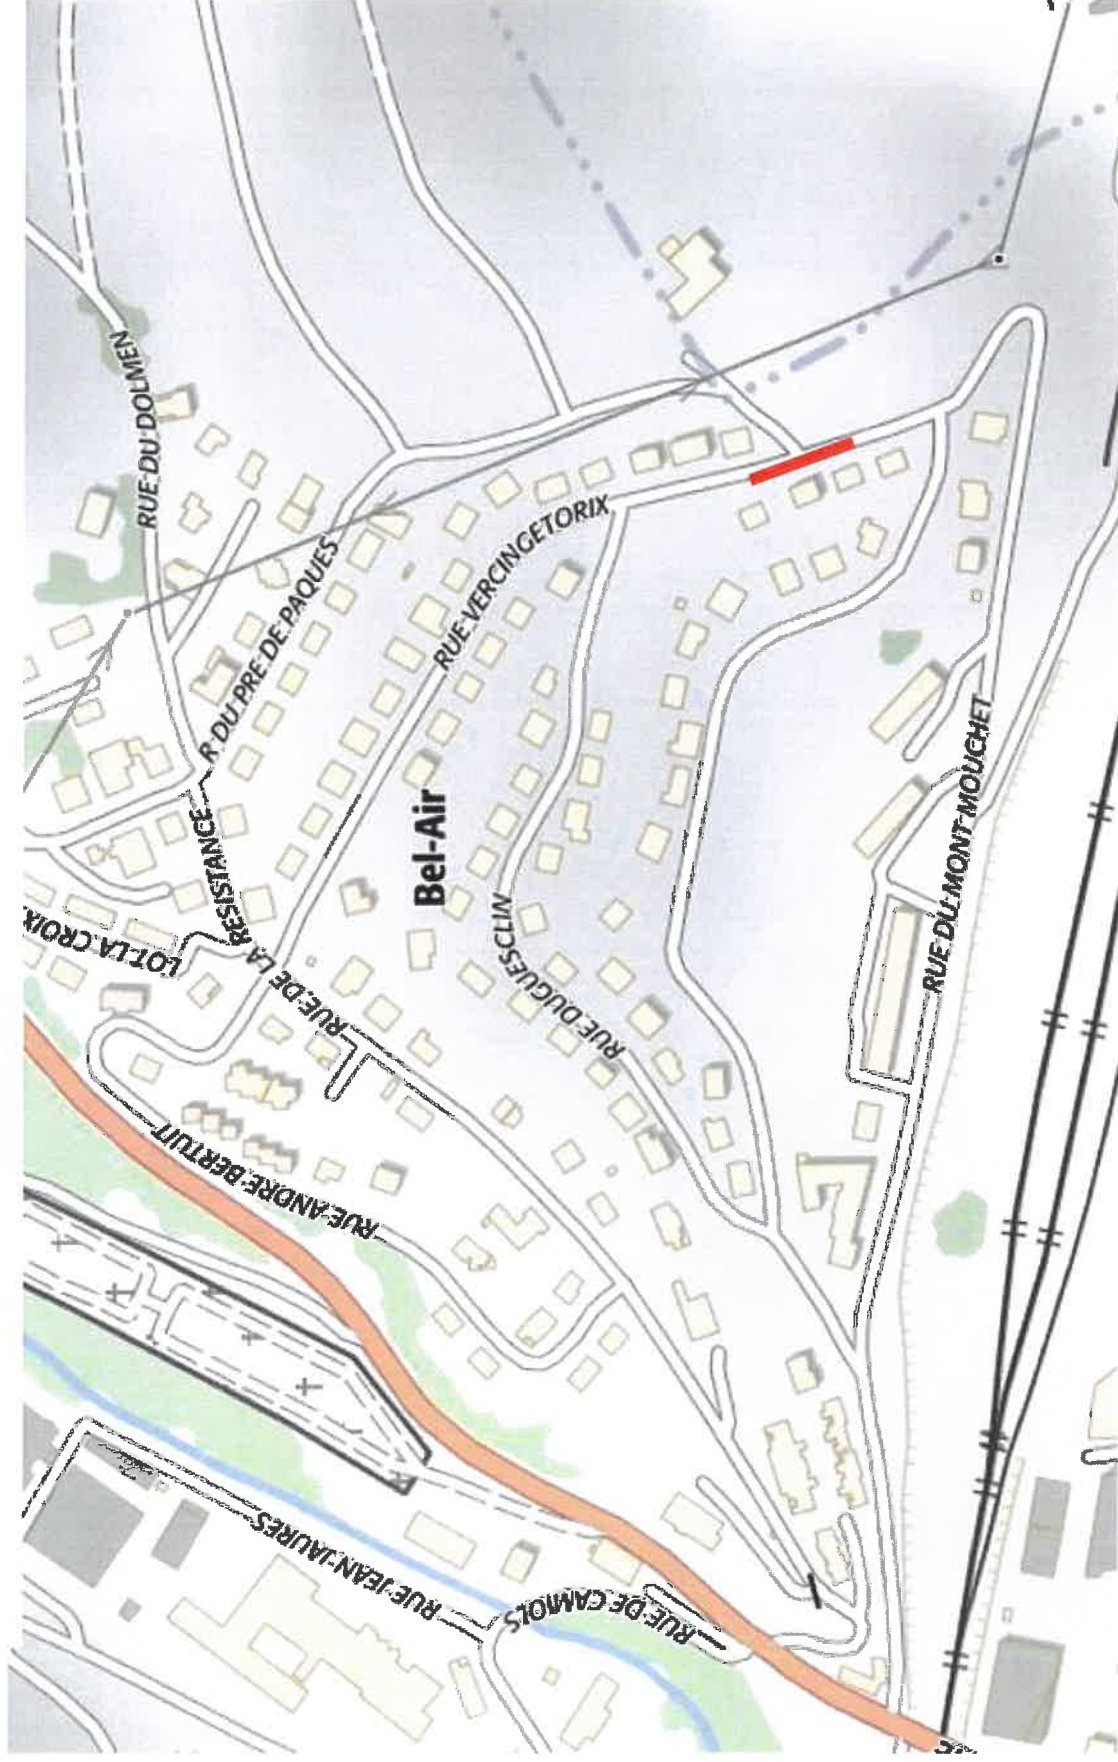 RUE DU DOLMEN
R DU PRE DE PAQUES
RUE VERCINGETORIX
RESISTANCE
RUE DE LA
LOT LA CROIX
Bel-Air
RUE DUGUESCLIN
RUE ANDRE BERTUIT
RUE DU MONT MOUCHET
RUE JEAN JAURES
RUE DE CAMIOLS